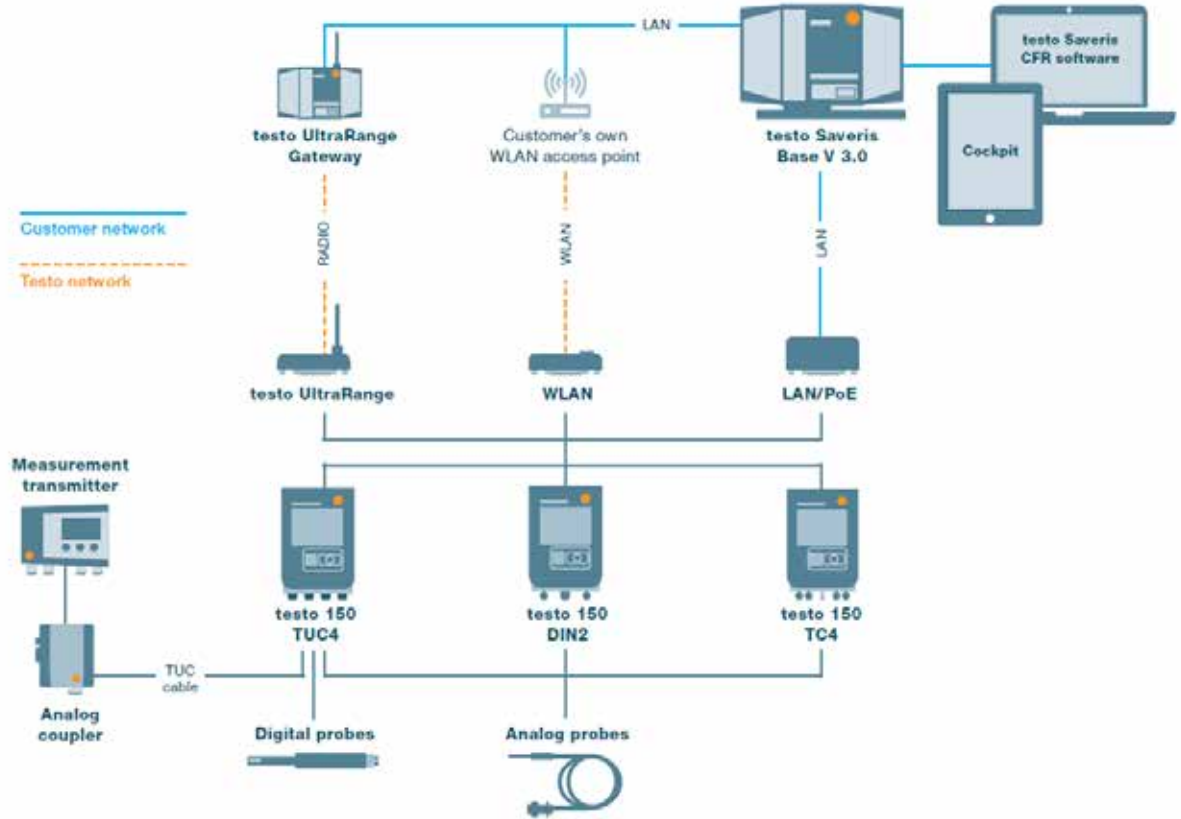 LAN
testo Saveris
CFR software
testo UltraRange
Gateway
Customer's own
WLAN access point
testo Saveris
Base V 3.0
Cockpit
Customer network
Testo network
RADIO
WLAN
LAN
testo UltraRange
WLAN
LAN/PoE
Measurement
transmitter
testo 150
TUC4
testo 150
DIN2
testo 150
TC4
TUC
cable
Analog
coupler
Digital probes
Analog probes